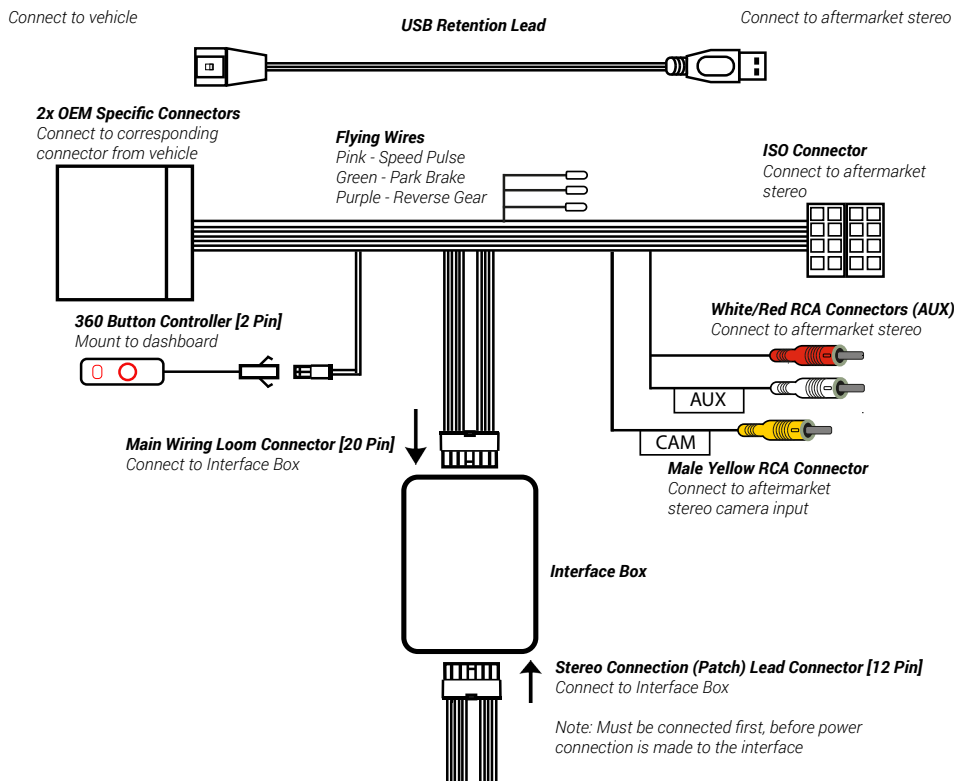 Connect to vehicle
USB Retention Lead
Connect to aftermarket stereo
2x OEM Specific Connectors
Connect to corresponding
connector from vehicle
Flying Wires
Pink - Speed Pulse
Green - Park Brake
Purple - Reverse Gear
ISO Connector
Connect to aftermarket
stereo
360 Button Controller [2 Pin]
Mount to dashboard
White/Red RCA Connectors (AUX)
Connect to aftermarket stereo
AUX
CAM
Main Wiring Loom Connector [20 Pin]
Connect to Interface Box
Male Yellow RCA Connector
Connect to aftermarket
stereo camera input
Interface Box
Stereo Connection (Patch) Lead Connector [12 Pin]
Connect to Interface Box
Note: Must be connected first, before power
connection is made to the interface